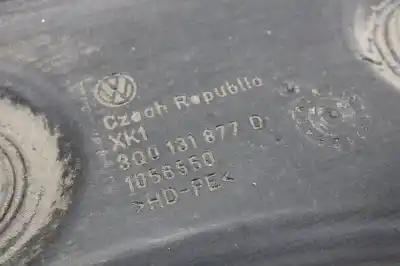 Czech Republic
XK1
3Q0 131 877 D
1056550
>HD-PE<